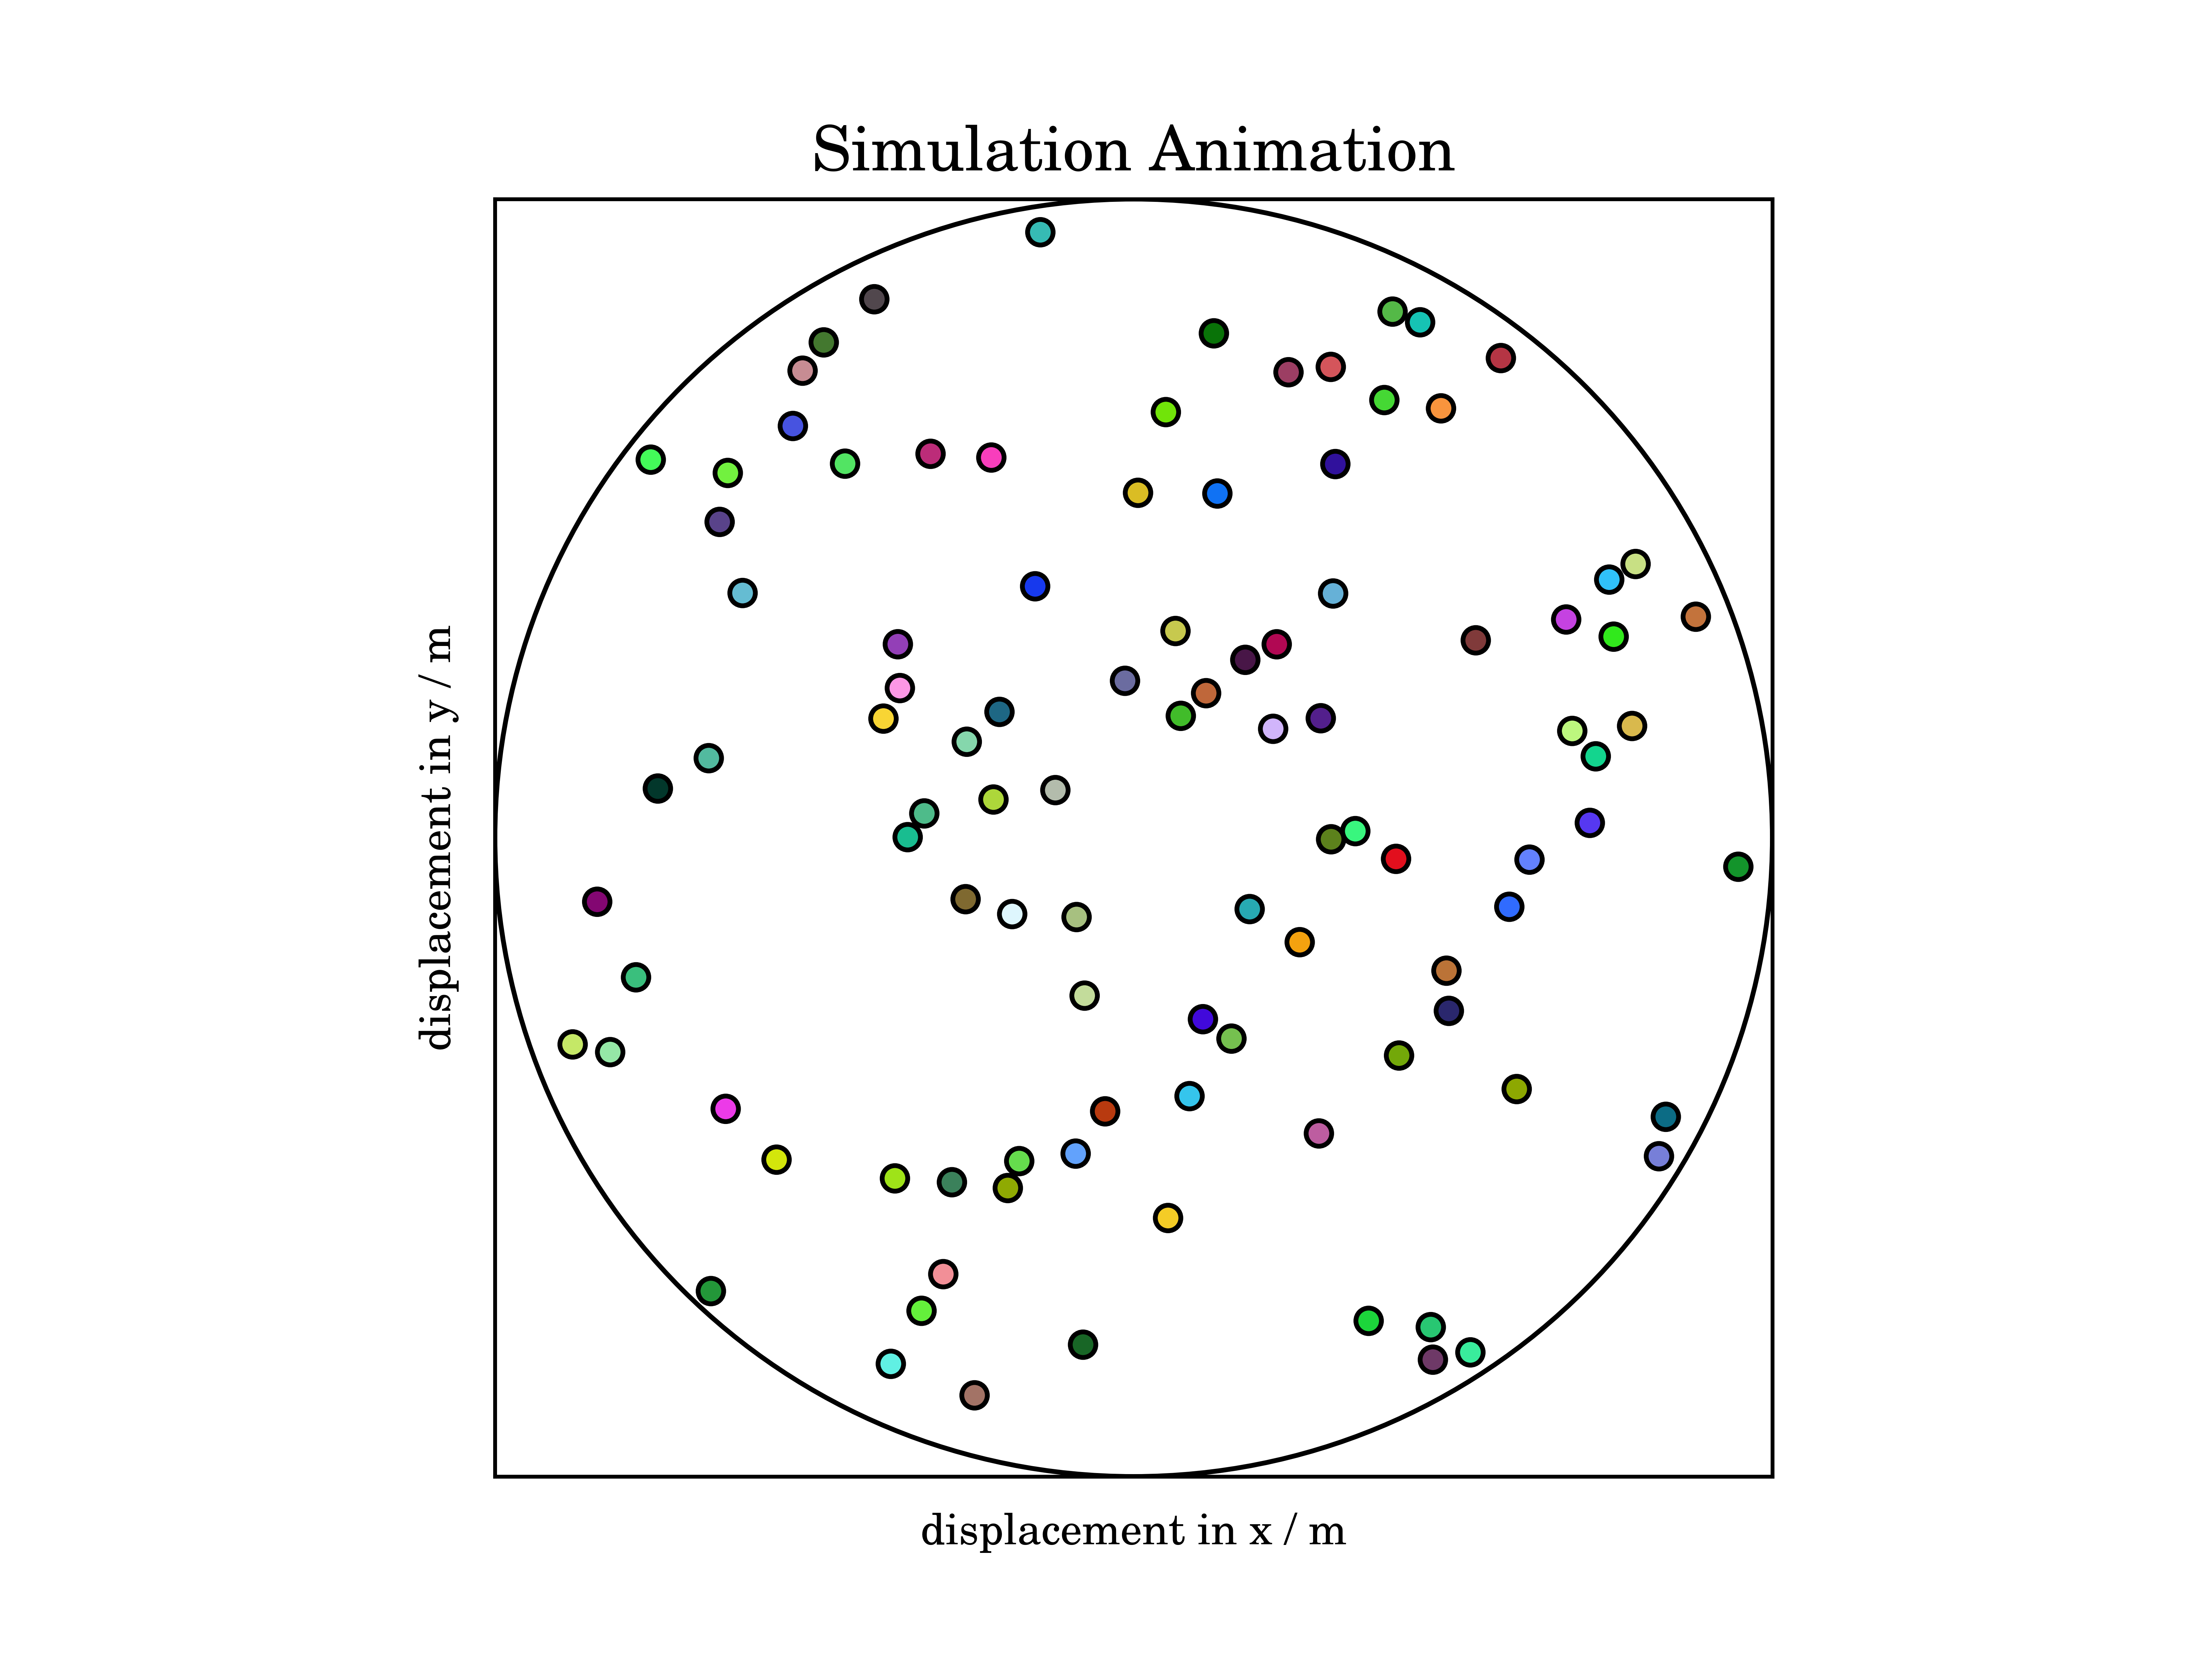 Simulation Animation
displacement in y / m
displacement in x / m